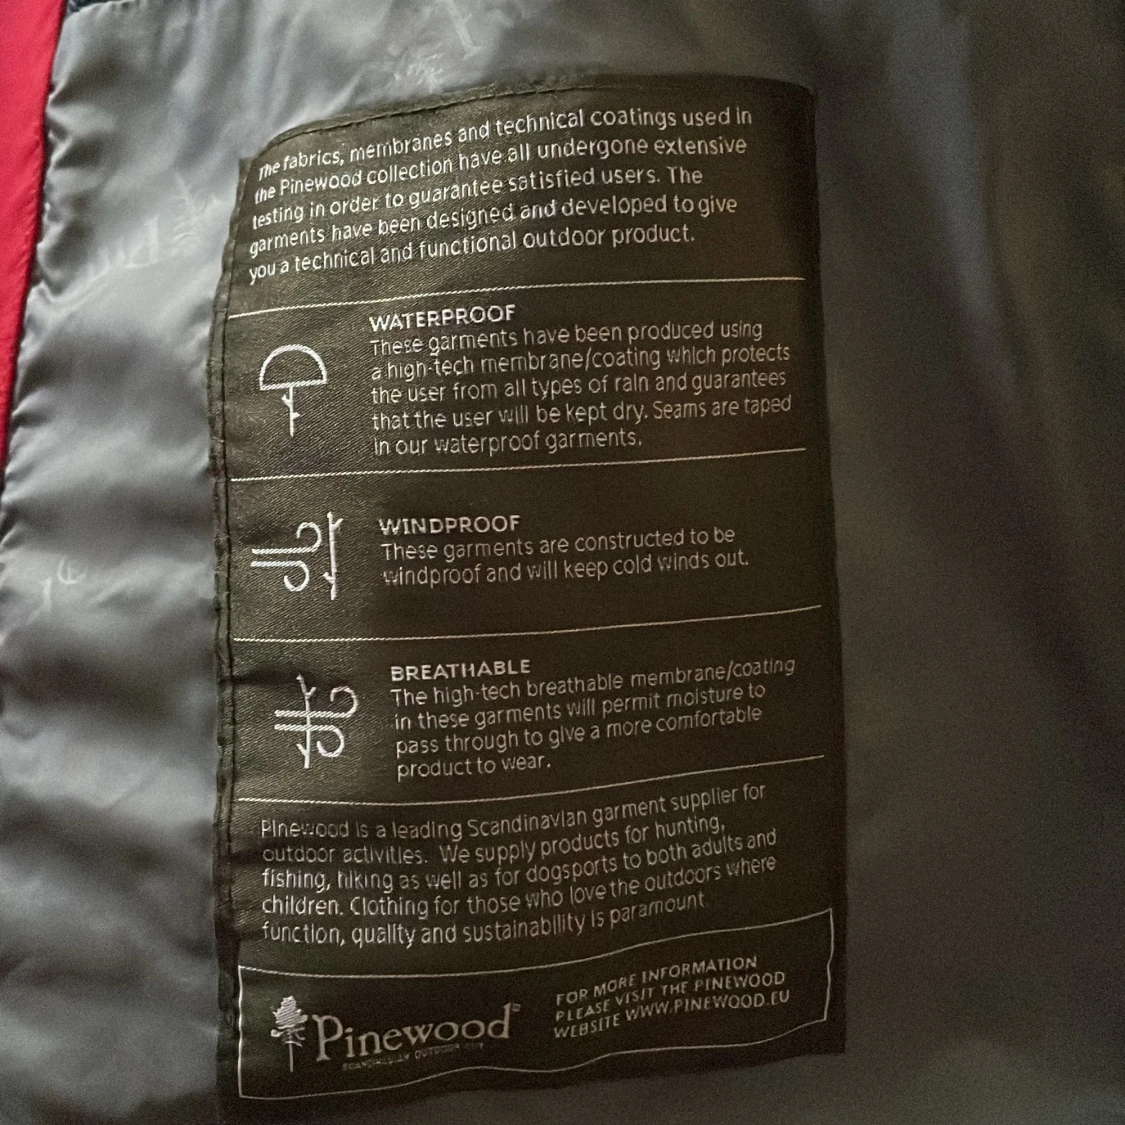 The fabrics, membranes and technical coatings used in
the Pinewood collection have all undergone extensive
testing in order to guarantee satisfied users. The
garments have been designed and developed to give
you a technical and functional outdoor product.
WATERPROOF
These garments have been produced using
a high-tech membrane/coating which protects
the user from all types of rain and guarantees
that the user will be kept dry. Seams are taped
in our waterproof garments.
WINDPROOF
These garments are constructed to be
windproof and will keep cold winds out.
BREATHABLE
The high-tech breathable membrane/coating
in these garments will permit moisture to
pass through to give a more comfortable
product to wear.
Pinewood is a leading Scandinavian garment supplier for
outdoor activities. We supply products for hunting,
fishing, hiking as well as for dogsports to both adults and
children. Clothing for those who love the outdoors where
function, quality and sustainability is paramount.
Pinewood®
SCANDINAVIAN OUTDOOR LIFE
FOR MORE INFORMATION
PLEASE VISIT THE PINEWOOD
WEBSITE WWW.PINEWOOD.EU